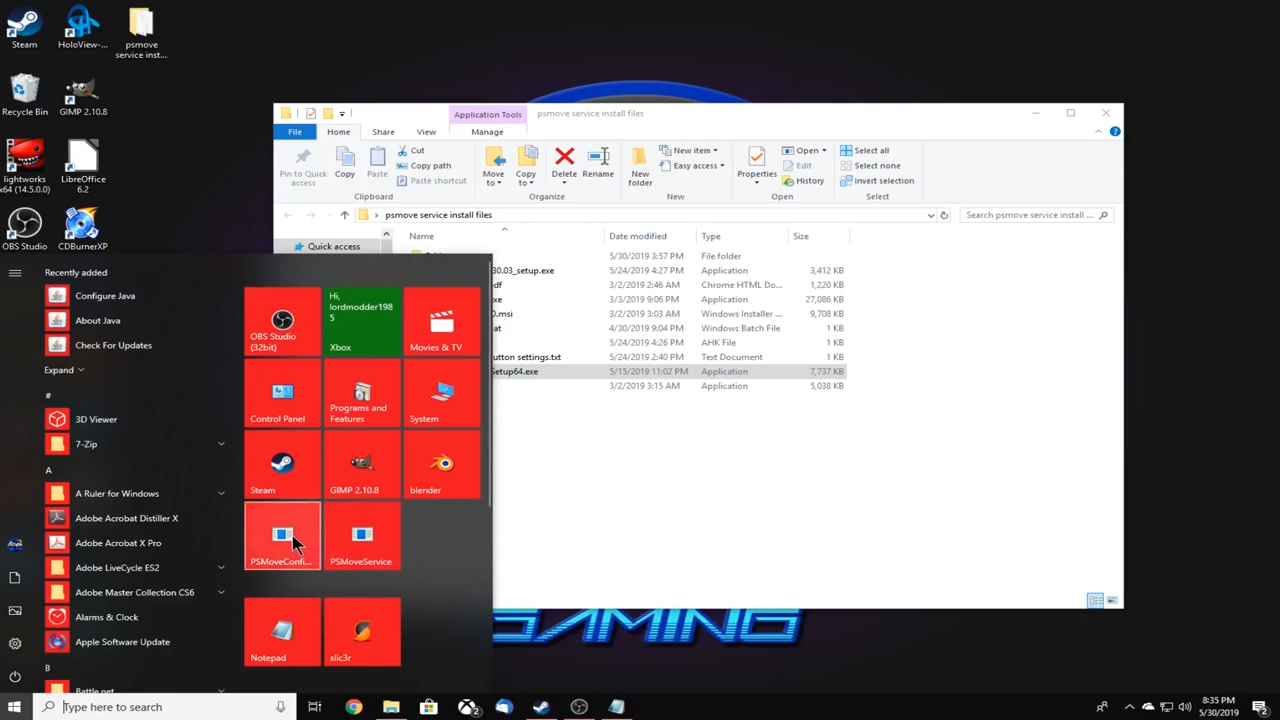 Steam
HoloView-...
psmove
service inst...
Recycle Bin
GIMP 2.10.8
lightworks
x64 (14.5.0.0)
LibreOffice
6.2
OBS Studio
CDBurnerXP
Application Tools
psmove service install files
File
Home
Share
View
Manage
Pin to Quick
access
Copy
Paste
Cut
Copy path
Paste shortcut
Clipboard
Move
to
Copy
to
Delete
Rename
Organize
New
folder
New item
Easy access
New
Properties
Open
Edit
History
Open
Select all
Select none
Invert selection
Select
psmove service install files
Search psmove service install ...
Quick access
Name
Date modified
Type
Size
5/30/2019 3:57 PM
File folder
30.03_setup.exe
5/24/2019 4:27 PM
Application
3,412 KB
df
3/3/2019 2:46 AM
Chrome HTML Do...
1,220 KB
xe
3/3/2019 9:06 PM
Application
27,086 KB
0.msi
3/2/2019 3:03 AM
Windows Installer ...
9,708 KB
at
4/30/2019 9:04 PM
Windows Batch File
1 KB
5/24/2019 4:26 PM
AHK File
1 KB
utton settings.txt
5/24/2019 2:40 PM
Text Document
1 KB
Setup64.exe
5/15/2019 11:02 PM
Application
7,737 KB
3/2/2019 3:15 AM
Application
5,038 KB
Recently added
Configure Java
About Java
Check For Updates
Expand
#
3D Viewer
7-Zip
A
A Ruler for Windows
Adobe Acrobat Distiller X
Adobe Acrobat X Pro
Adobe LiveCycle ES2
Adobe Master Collection CS6
Alarms & Clock
Apple Software Update
B
Battle.net
OBS Studio
(32bit)
Hi,
lordmodder198
5
Xbox
Movies & TV
Control Panel
Programs and
Features
System
Steam
GIMP 2.10.8
blender
PSMoveConfi...
PSMoveService
Notepad
slic3r
GAMING
Type here to search
2
8:35 PM
5/30/2019
2